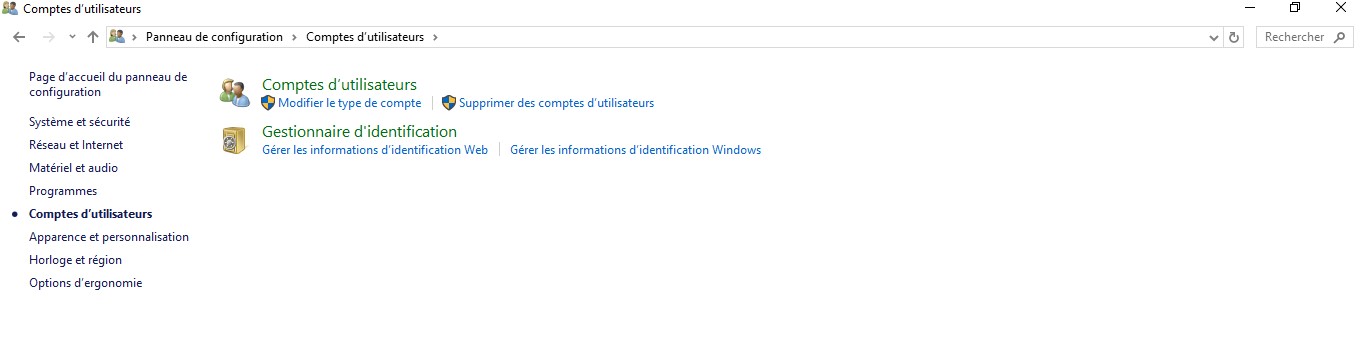 Comptes d'utilisateurs
Panneau de configuration
Comptes d'utilisateurs
Rechercher
Page d'accueil du panneau de
configuration
Système et sécurité
Réseau et Internet
Matériel et audio
Programmes
Comptes d'utilisateurs
Apparence et personnalisation
Horloge et région
Options d'ergonomie
Comptes d'utilisateurs
Modifier le type de compte
Supprimer des comptes d'utilisateurs
Gestionnaire d'identification
Gérer les informations d'identification Web
Gérer les informations d'identification Windows